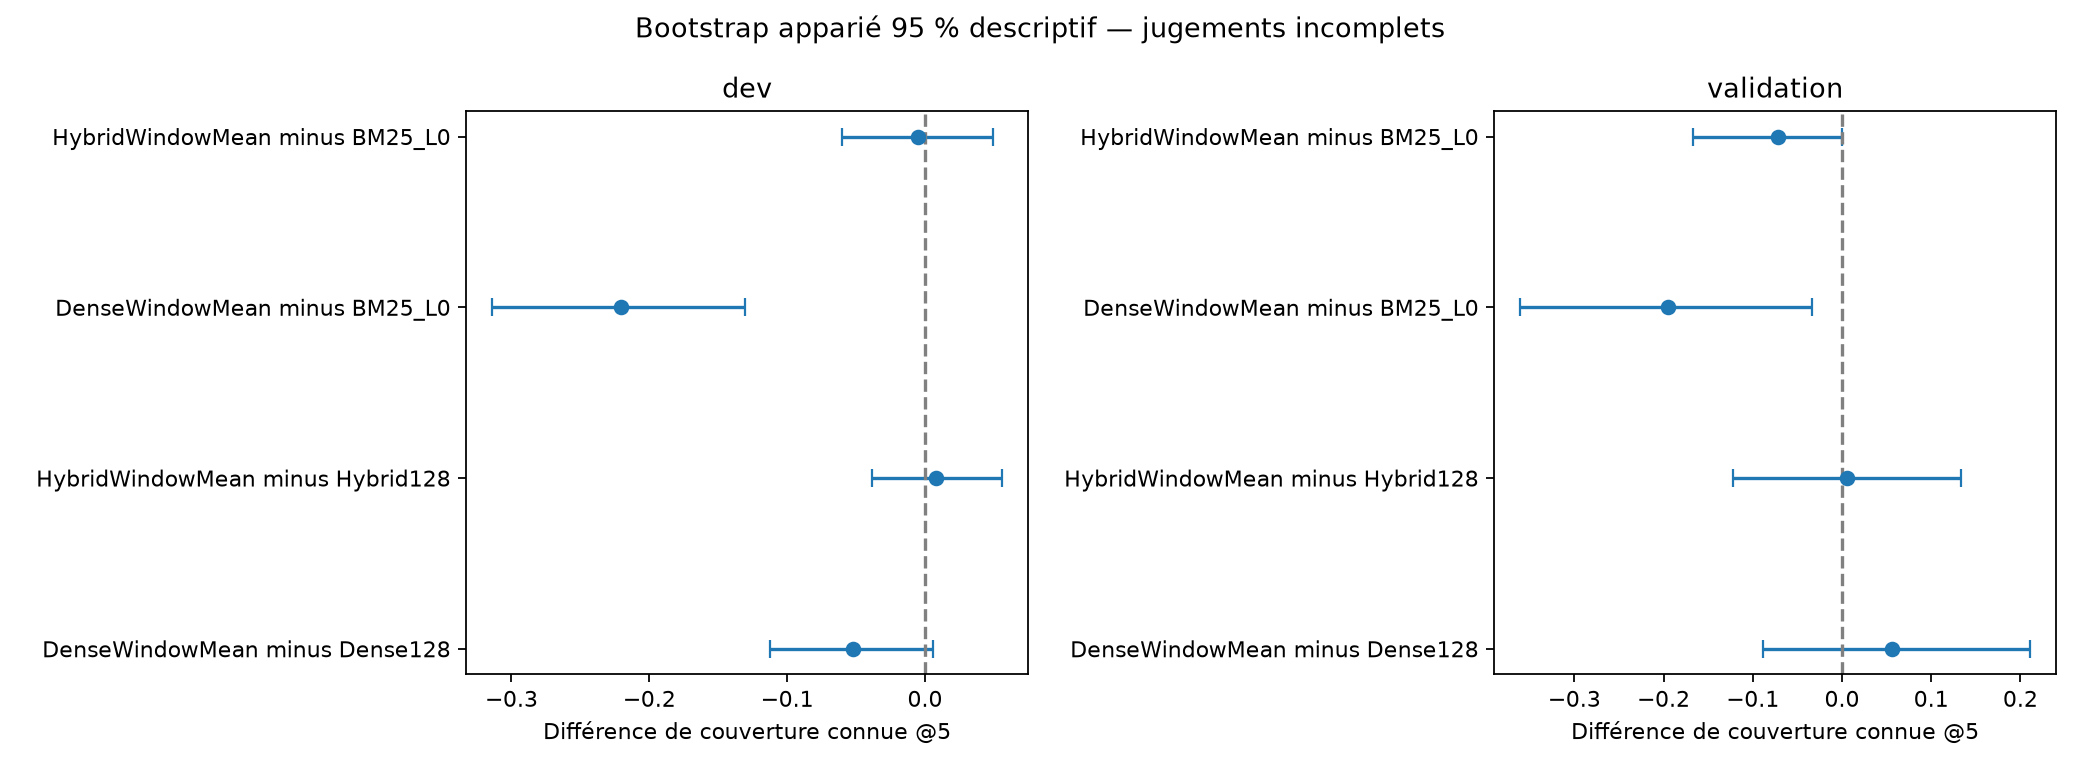 Bootstrap apparié 95 % descriptif — jugements incomplets
dev
HybridWindowMean minus BM25_L0
DenseWindowMean minus BM25_L0
HybridWindowMean minus Hybrid128
DenseWindowMean minus Dense128
−0.3 −0.2 −0.1 0.0
Différence de couverture connue @5
validation
HybridWindowMean minus BM25_L0
DenseWindowMean minus BM25_L0
HybridWindowMean minus Hybrid128
DenseWindowMean minus Dense128
−0.3 −0.2 −0.1 0.0 0.1 0.2
Différence de couverture connue @5